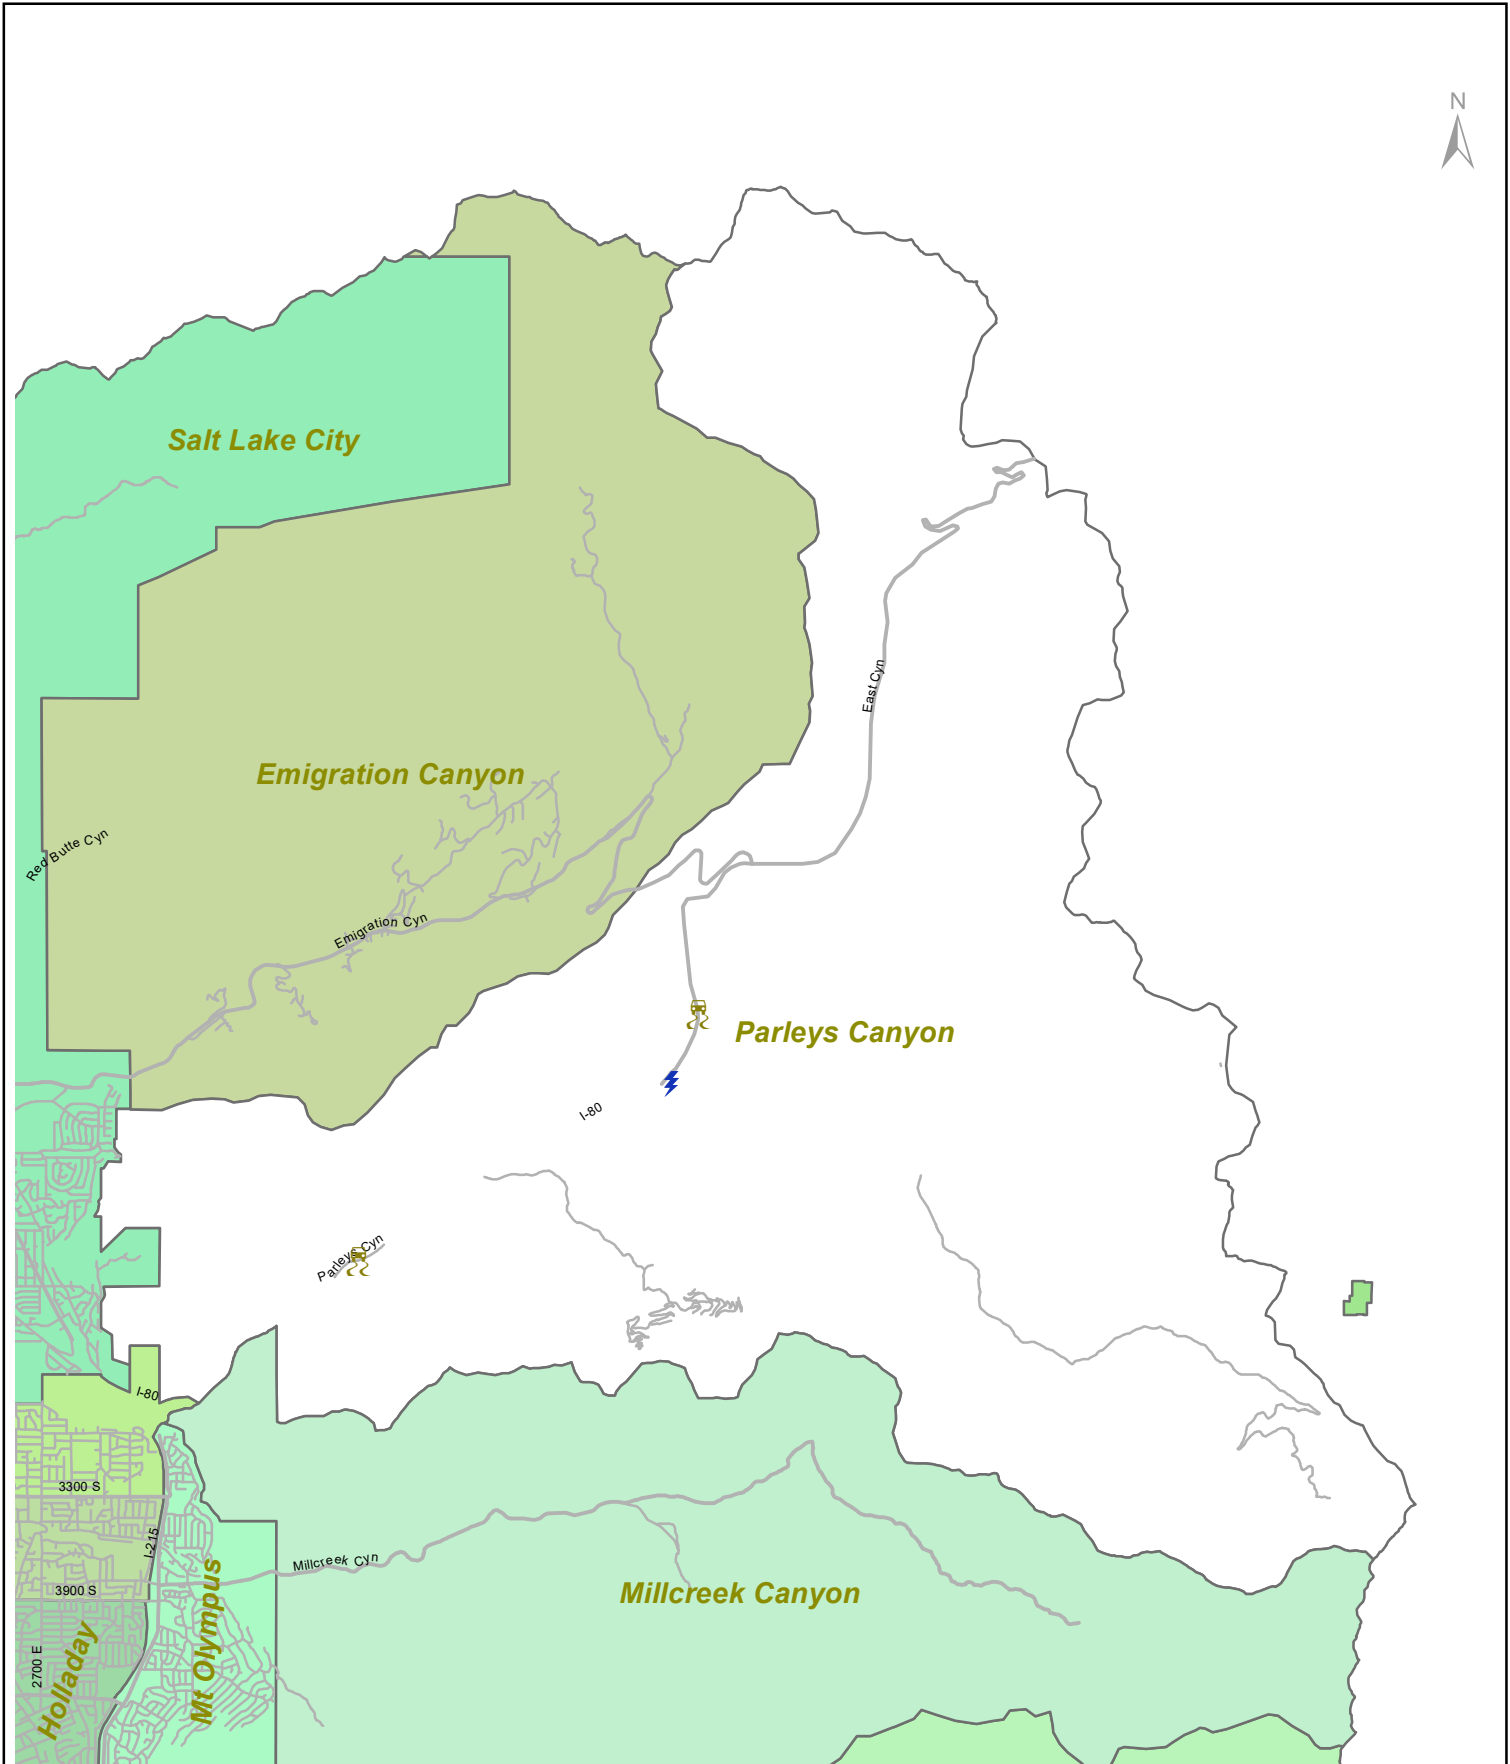 N
Salt Lake City
East Cyn
Emigration Canyon
Red Butte Cyn
Emigration Cyn
Parleys Canyon
I-80
Parleys Cyn
I-80
3300 S
I-215
Millcreek Cyn
3900 S
Millcreek Canyon
Mt Olympus
Holladay
2700 E